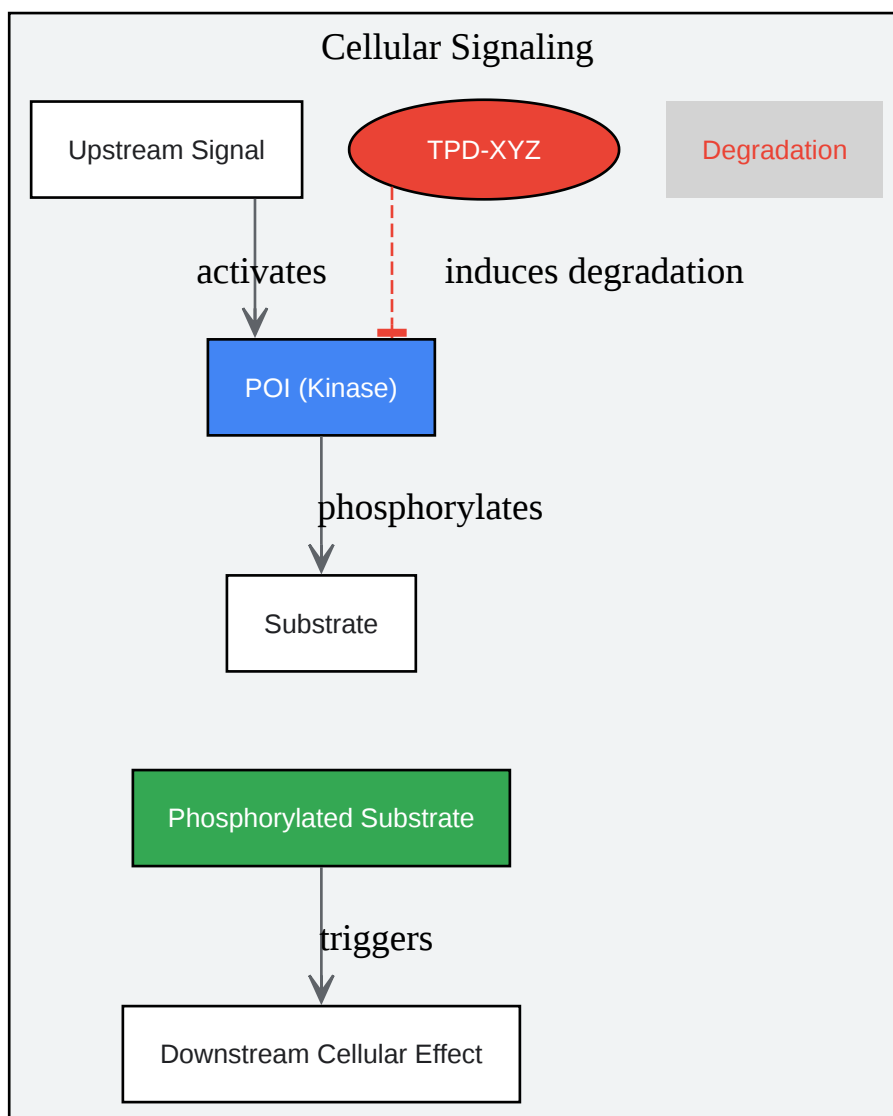 Cellular Signaling
Upstream Signal
TPD-XYZ
Degradation
activates
induces degradation
POI (Kinase)
phosphorylates
Substrate
Phosphorylated Substrate
triggers
Downstream Cellular Effect